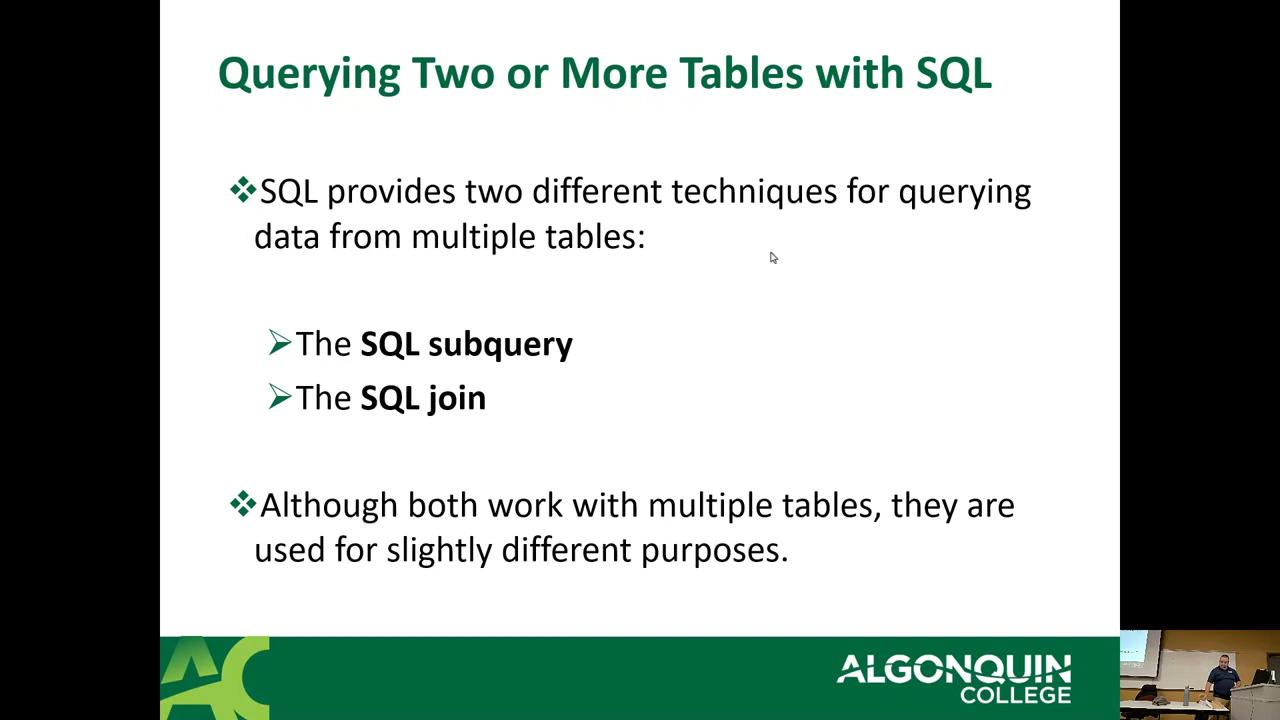 Querying Two or More Tables with SQL
❖SQL provides two different techniques for querying
data from multiple tables:
➢The SQL subquery
➢The SQL join
❖Although both work with multiple tables, they are
used for slightly different purposes.
AC
ALGONQUIN
COLLEGE